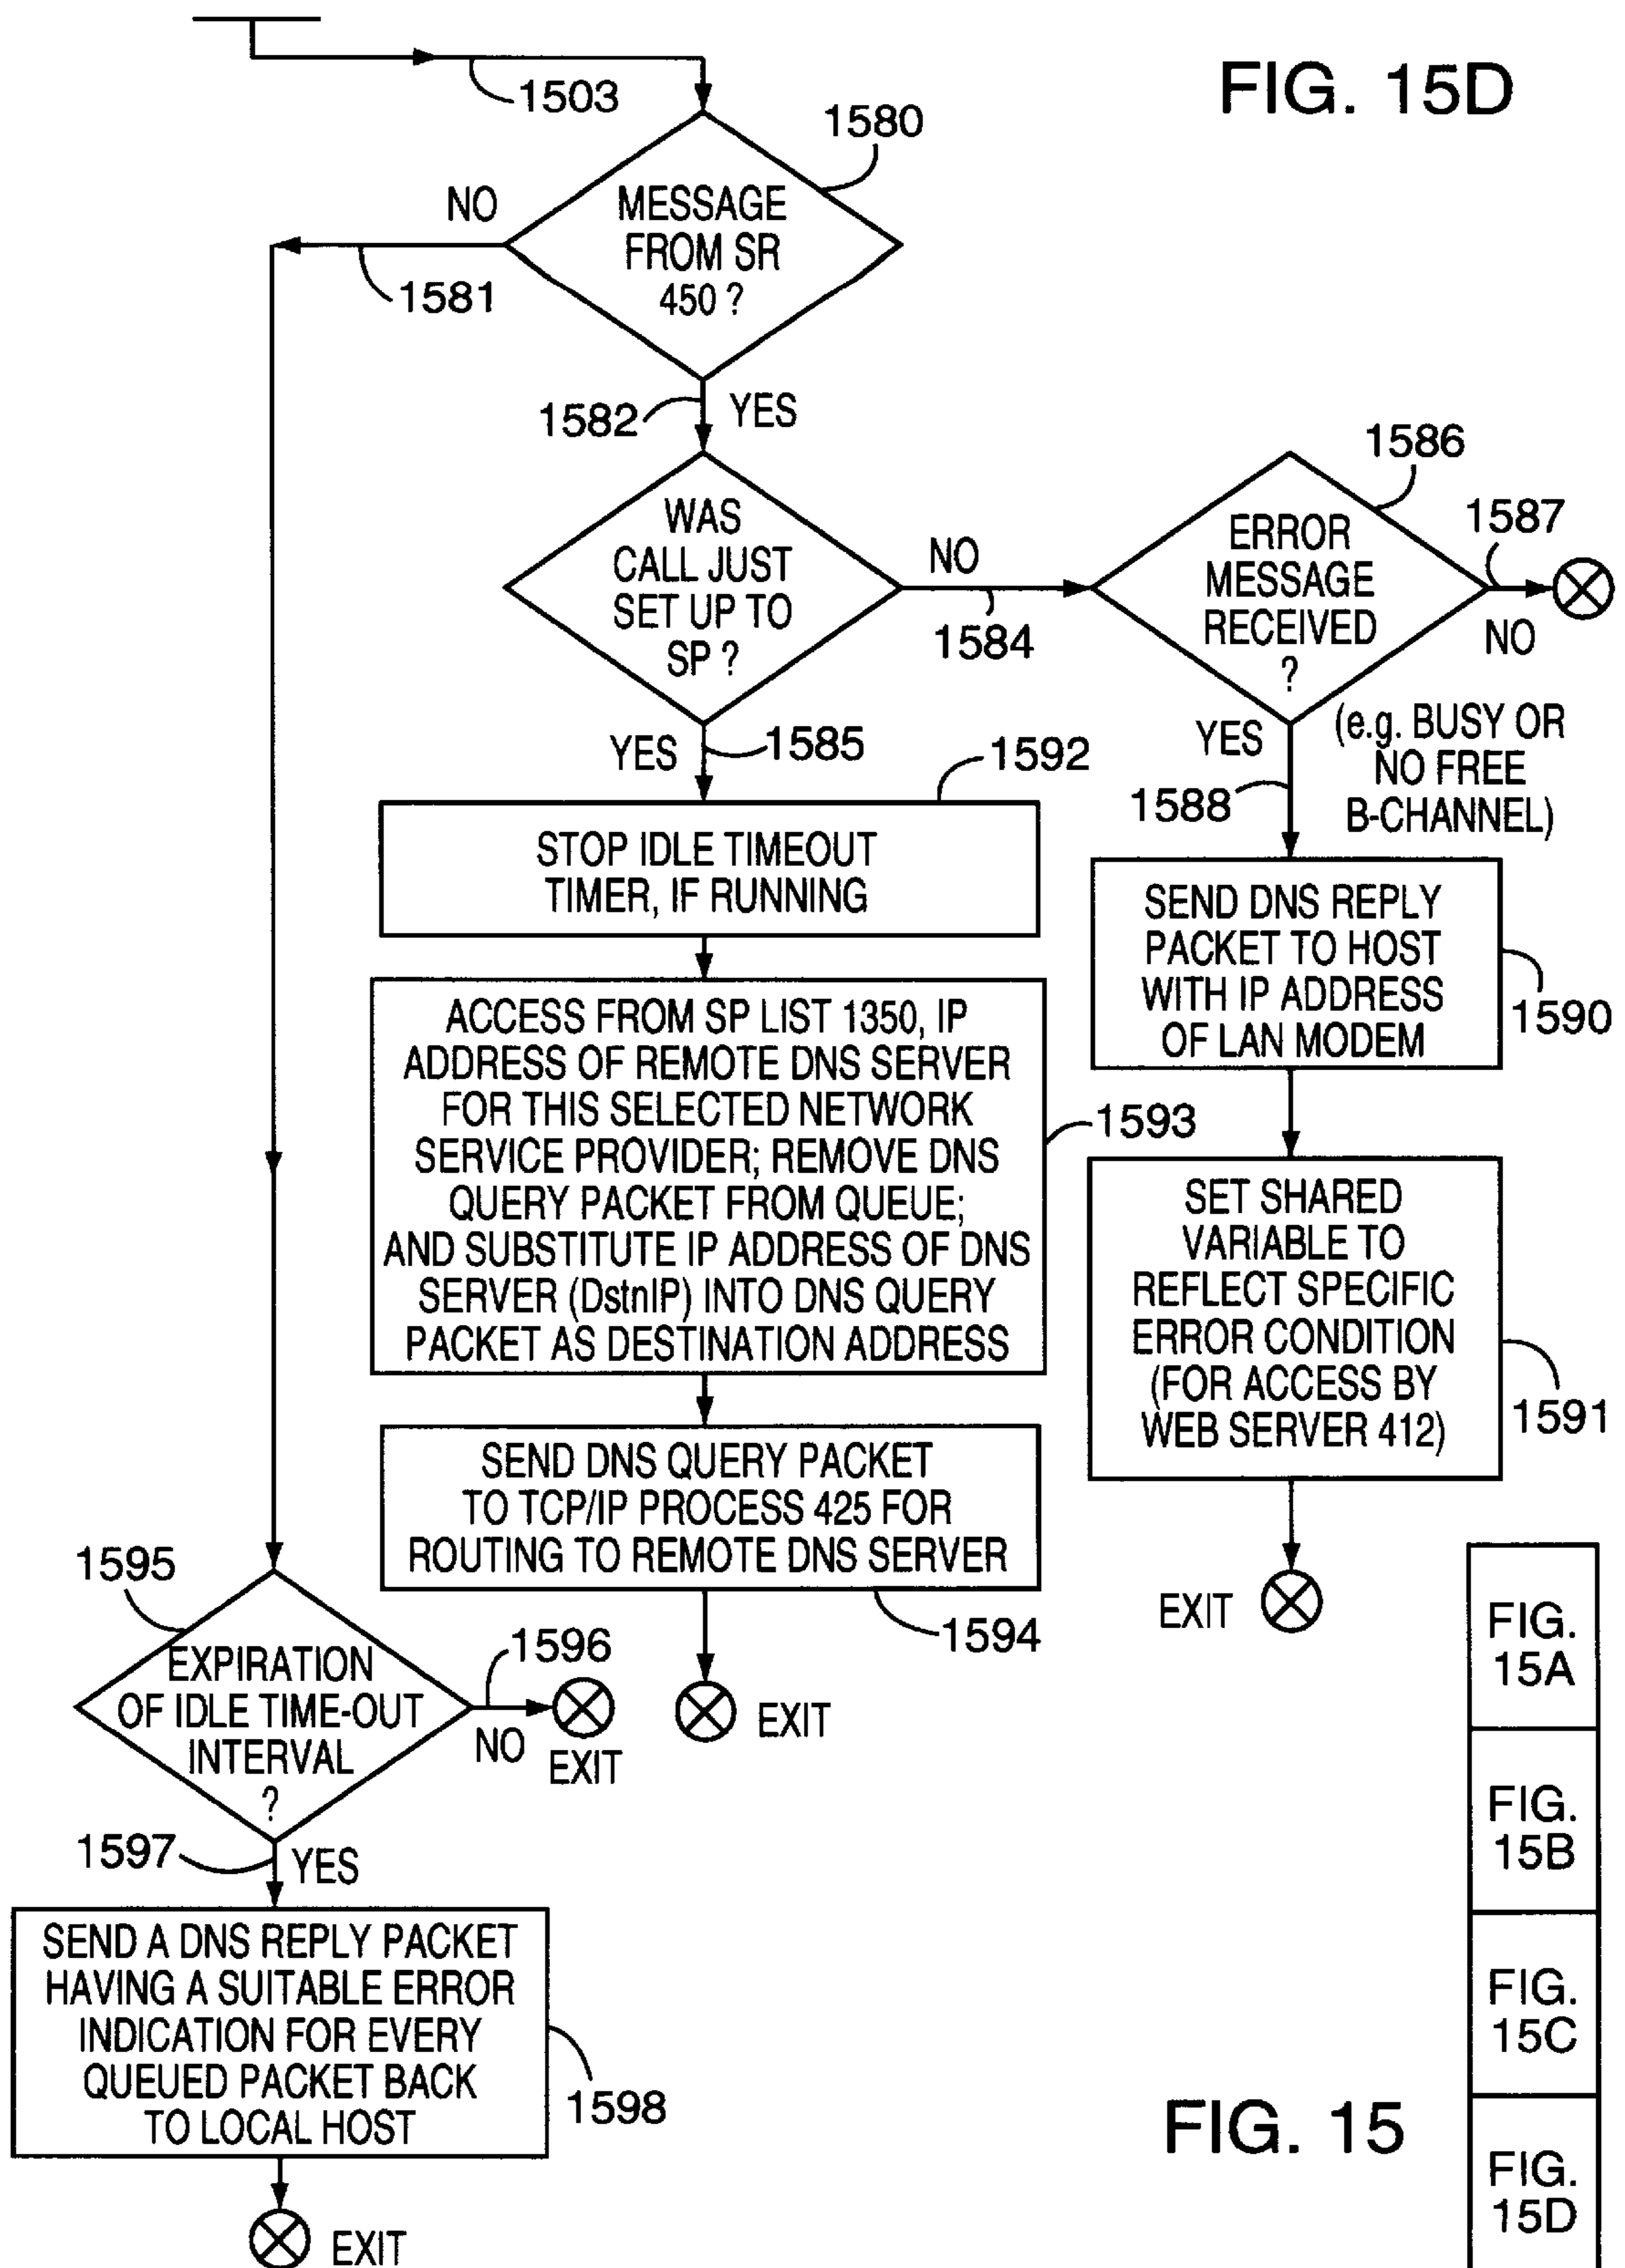 FIG. 15D
1503
1580
NO
MESSAGE
FROM SR
450 ?
1581
1582
YES
WAS
CALL JUST
SET UP TO
SP ?
NO
1584
1586
ERROR
MESSAGE
RECEIVED
?
1587
NO
YES
1585
1592
YES
1588
(e.g. BUSY OR
NO FREE
B-CHANNEL)
STOP IDLE TIMEOUT
TIMER, IF RUNNING
SEND DNS REPLY
PACKET TO HOST
WITH IP ADDRESS
OF LAN MODEM
1590
ACCESS FROM SP LIST 1350, IP
ADDRESS OF REMOTE DNS SERVER
FOR THIS SELECTED NETWORK
SERVICE PROVIDER; REMOVE DNS
QUERY PACKET FROM QUEUE;
AND SUBSTITUTE IP ADDRESS OF DNS
SERVER (DstnIP) INTO DNS QUERY
PACKET AS DESTINATION ADDRESS
1593
SET SHARED
VARIABLE TO
REFLECT SPECIFIC
ERROR CONDITION
(FOR ACCESS BY
WEB SERVER 412)
1591
SEND DNS QUERY PACKET
TO TCP/IP PROCESS 425 FOR
ROUTING TO REMOTE DNS SERVER
1594
EXIT
EXIT
1595
EXPIRATION
OF IDLE TIME-OUT
INTERVAL
?
1596
NO
EXIT
1597
YES
SEND A DNS REPLY PACKET
HAVING A SUITABLE ERROR
INDICATION FOR EVERY
QUEUED PACKET BACK
TO LOCAL HOST
1598
EXIT
FIG. 15
FIG.
15A
FIG.
15B
FIG.
15C
FIG.
15D